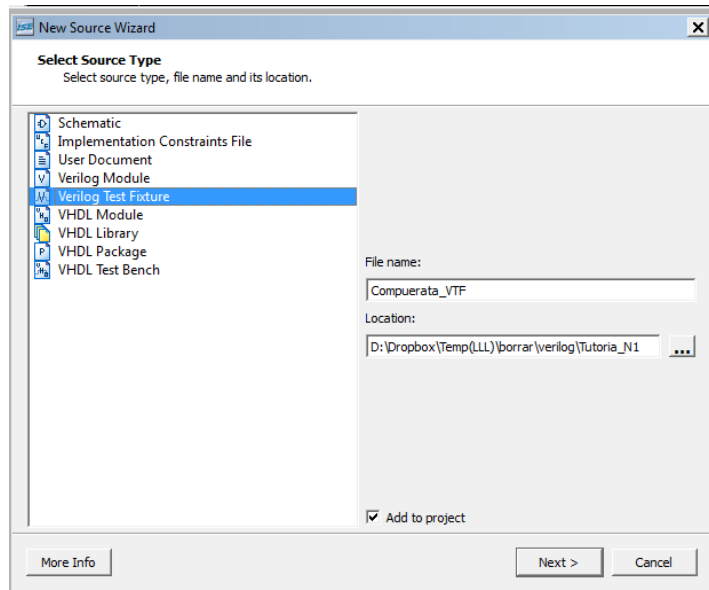 ISE New Source Wizard
Select Source Type
Select source type, file name and its location.
Schematic
Implementation Constraints File
User Document
Verilog Module
Verilog Test Fixture
VHDL Module
VHDL Library
VHDL Package
VHDL Test Bench
File name:
Compuerata_VTF
Location:
D:\Dropbox\Temp(LLL)\borrar\verilog\Tutoria_N1
...
Add to project
More Info
Next >
Cancel